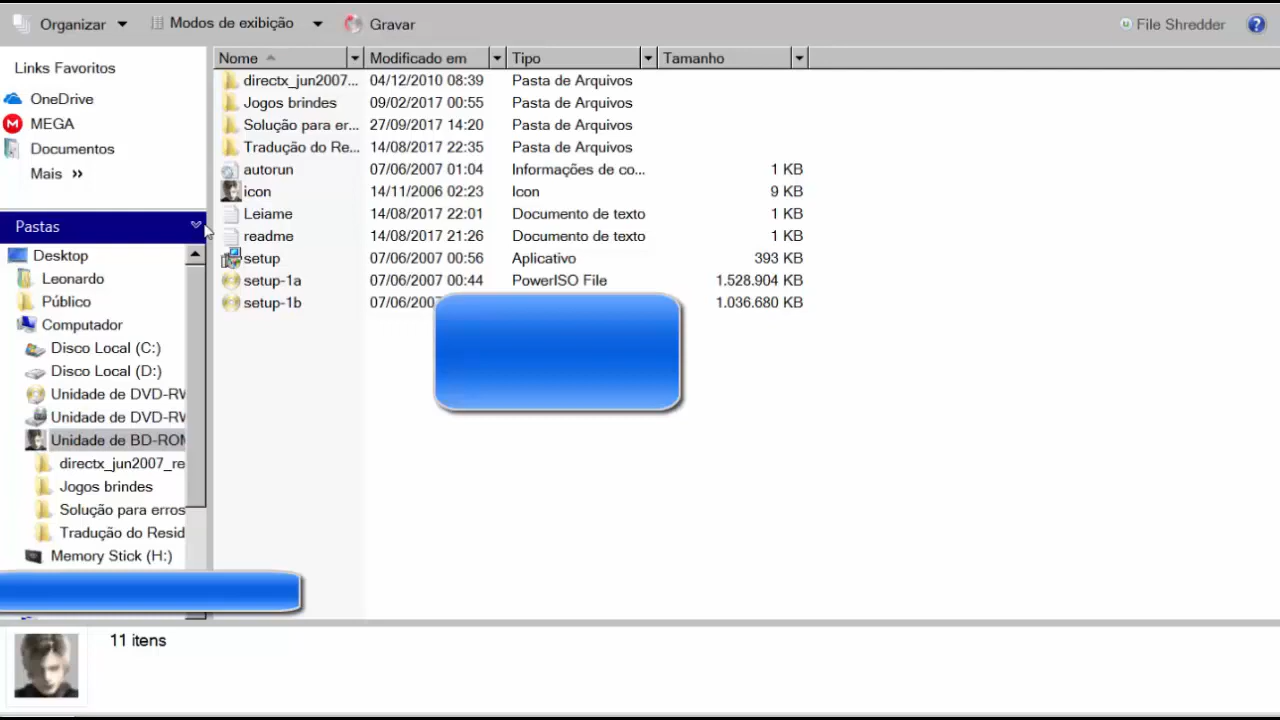 Organizar Modos de exibição Gravar File Shredder
Links Favoritos
OneDrive
MEGA
Documentos
Mais »
Pastas
Desktop
Leonardo
Público
Computador
Disco Local (C:)
Disco Local (D:)
Unidade de DVD-RW
Unidade de DVD-RW
Unidade de BD-ROM
directx_jun2007_re
Jogos brindes
Solução para erros
Tradução do Resid
Memory Stick (H:)
Nome Modificado em Tipo Tamanho
directx_jun2007... 04/12/2010 08:39 Pasta de Arquivos
Jogos brindes 09/02/2017 00:55 Pasta de Arquivos
Solução para er... 27/09/2017 14:20 Pasta de Arquivos
Tradução do Re... 14/08/2017 22:35 Pasta de Arquivos
autorun 07/06/2007 01:04 Informações de co... 1 KB
icon 14/11/2006 02:23 Icon 9 KB
Leiame 14/08/2017 22:01 Documento de texto 1 KB
readme 14/08/2017 21:26 Documento de texto 1 KB
setup 07/06/2007 00:56 Aplicativo 393 KB
setup-1a 07/06/2007 00:44 PowerISO File 1.528.904 KB
setup-1b 07/06/2007 1.036.680 KB
11 itens